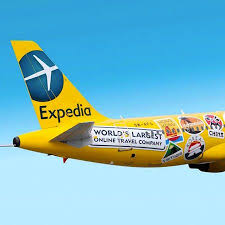 Expedia
WORLD'S LARGEST
ONLINE TRAVEL COMPANY